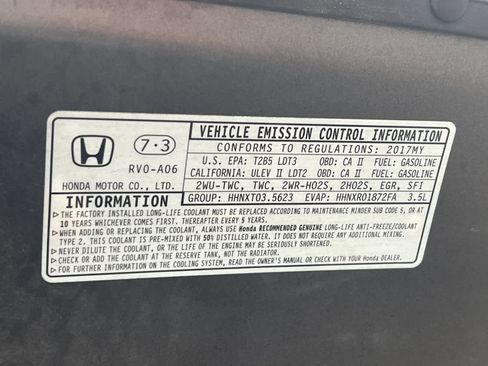 7·3
RV0-A06
HONDA MOTOR CO., LTD.
VEHICLE EMISSION CONTROL INFORMATION
CONFORMS TO REGULATIONS: 2017MY
U.S. EPA: T2B5 LDT3 OBD: CA II FUEL: GASOLINE
CALIFORNIA: ULEV II LDT2 OBD: CA II FUEL: GASOLINE
2WU-TWC, TWC, 2WR-HO2S, 2HO2S, EGR, SFI
GROUP: HHNXT03.5623 EVAP: HHNXR01872FA 3.5L
INFORMATION
▶ THE FACTORY INSTALLED LONG-LIFE COOLANT MUST BE REPLACED ACCORDING TO MAINTENANCE MINDER SUB CODE 5, OR AT
10 YEARS WHICHEVER COMES FIRST. THEREAFTER EVERY 5 YEARS.
▶ WHEN ADDING OR REPLACING THE COOLANT, ALWAYS USE Honda RECOMMENDED GENUINE LONG-LIFE ANTI-FREEZE/COOLANT
TYPE 2. THIS COOLANT IS PRE-MIXED WITH 50% DISTILLED WATER. IT DOES NOT REQUIRE ANY ADDITIONAL MIXING.
▶ NEVER DILUTE THE COOLANT, OR THE LIFE OF THE ENGINE MAY BE SERIOUSLY AFFECTED.
▶ CHECK AND ADD THE COOLANT AT THE RESERVE TANK, NOT THE RADIATOR.
▶ FOR FURTHER INFORMATION ON THE COOLING SYSTEM, READ THE OWNER'S MANUAL OR CHECK WITH YOUR Honda DEALER.